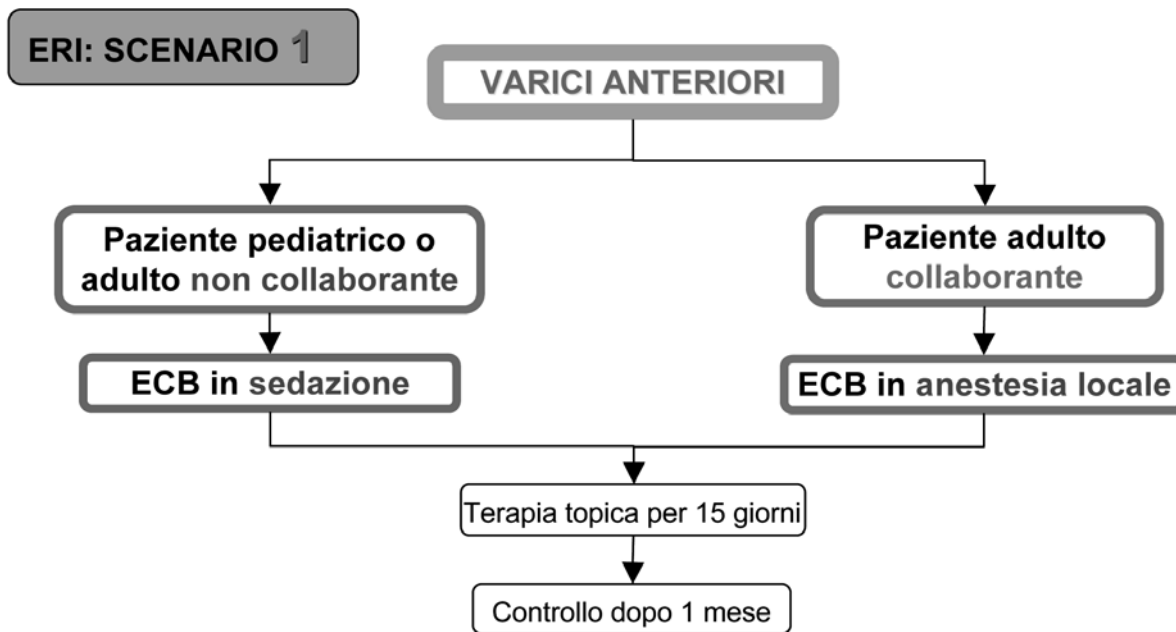 ERI: SCENARIO 1
VARICI ANTERIORI
Paziente pediatrico o
adulto non collaborante
Paziente adulto
collaborante
ECB in sedazione
ECB in anestesia locale
Terapia topica per 15 giorni
Controllo dopo 1 mese